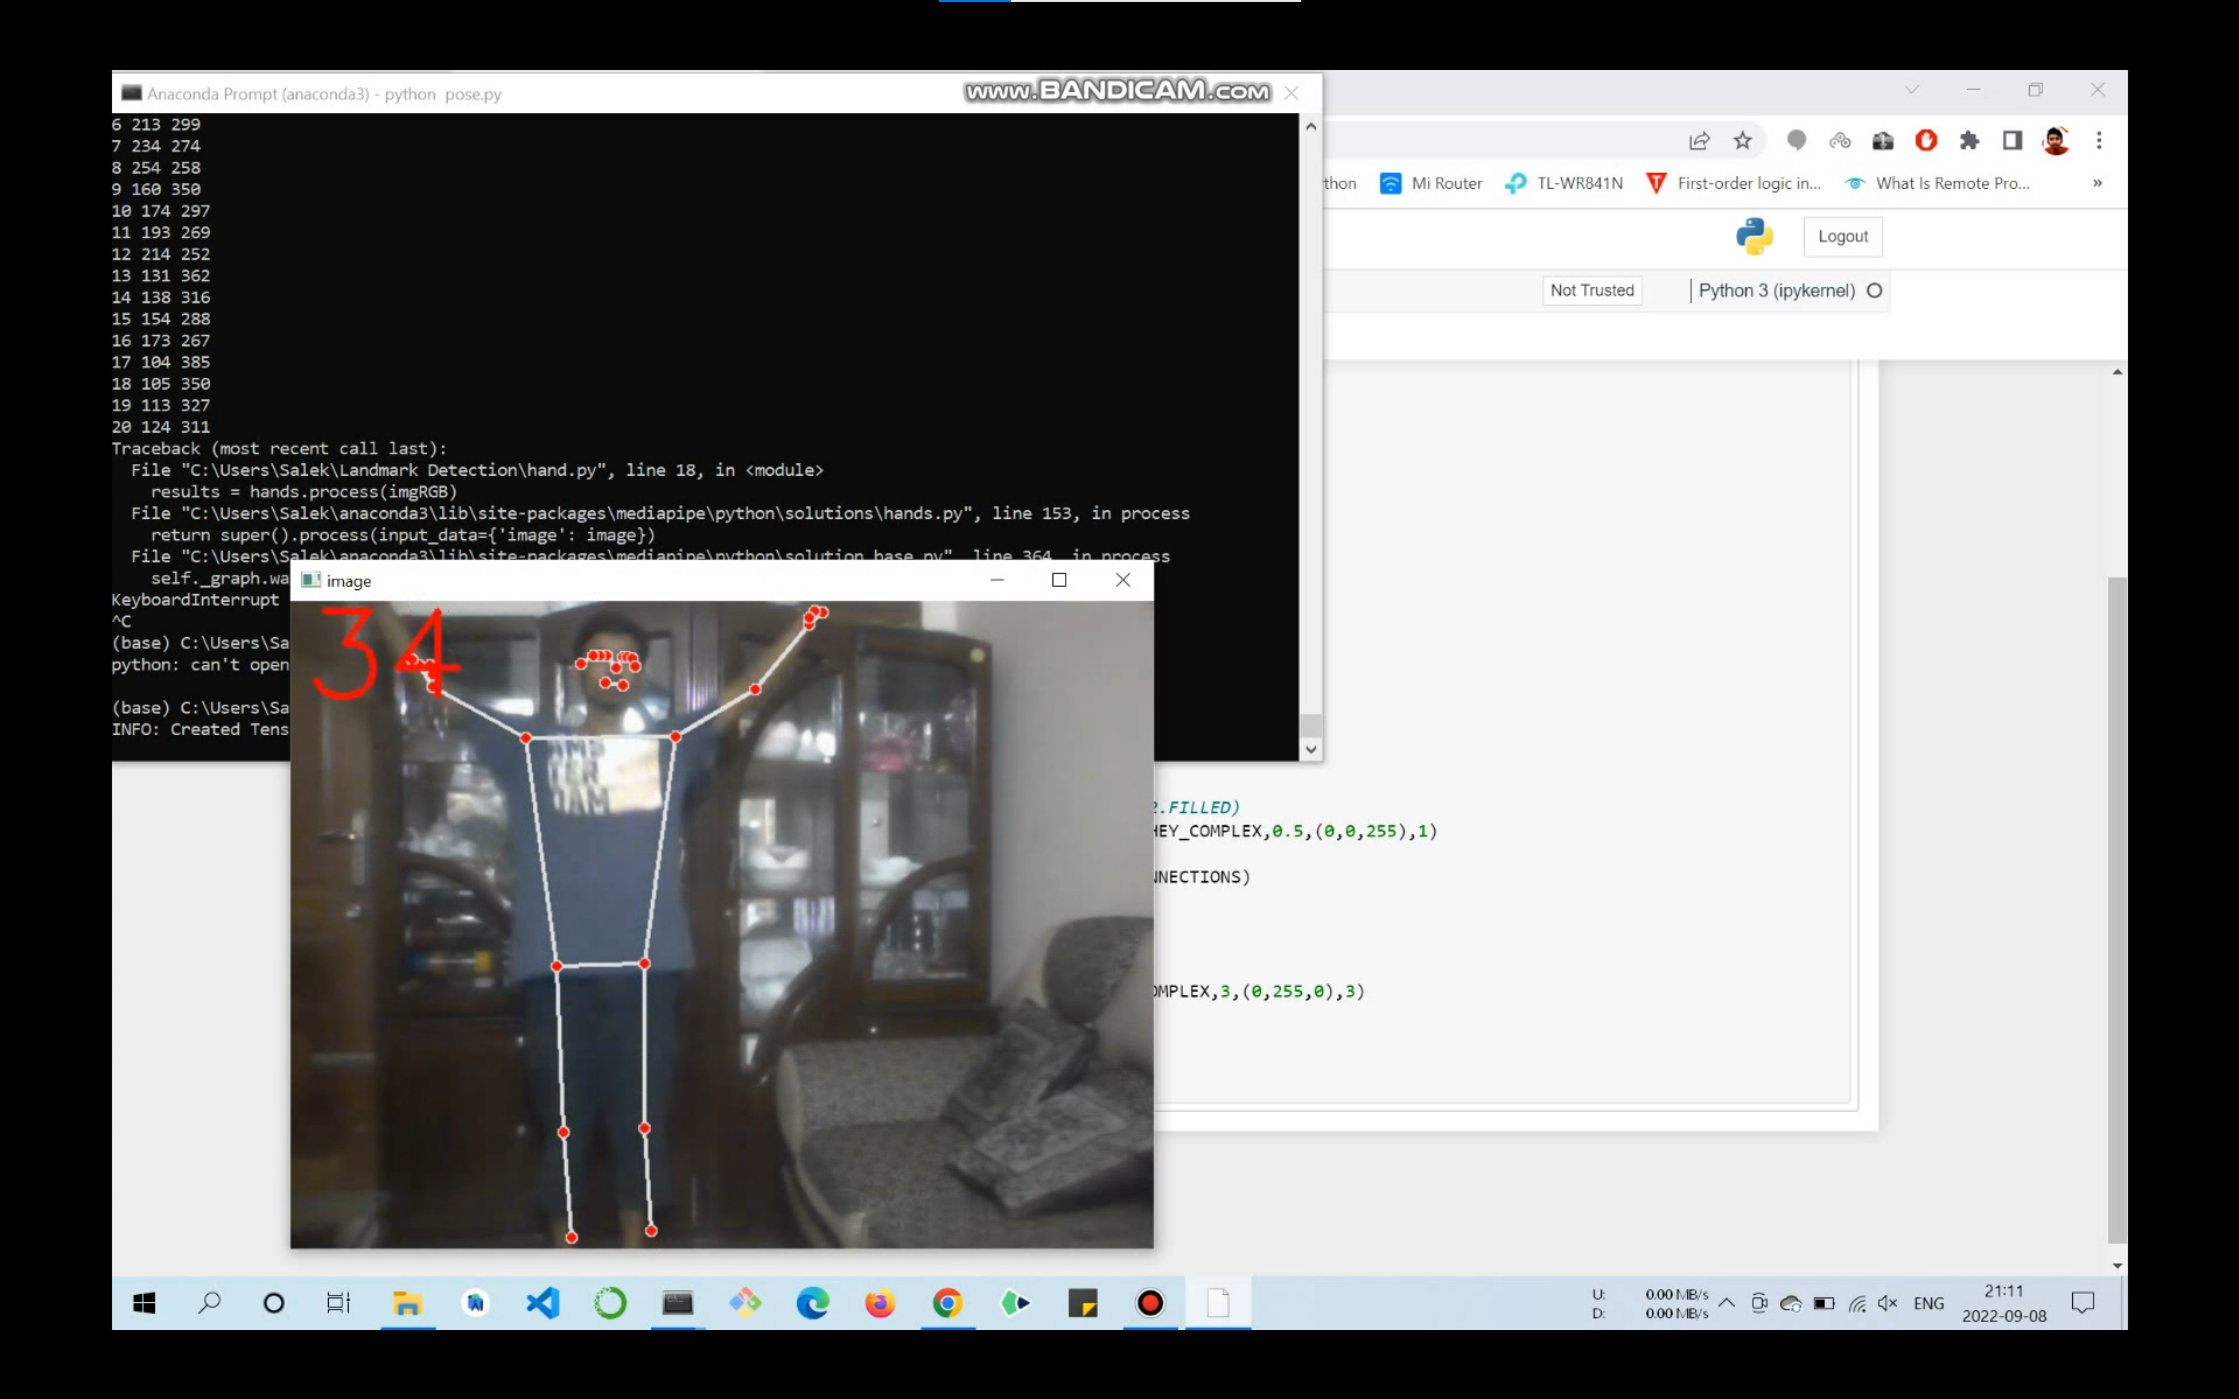 Anaconda Prompt (anaconda3) - python  pose.py
www.BANDICAM.com
6 213 299
7 234 274
8 254 258
9 160 350
10 174 297
11 193 269
12 214 252
13 131 362
14 138 316
15 154 288
16 173 267
17 104 385
18 105 350
19 113 327
20 124 311
Traceback (most recent call last):
File "C:\Users\Salek\Landmark Detection\hand.py", line 18, in <module>
results = hands.process(imgRGB)
File "C:\Users\Salek\anaconda3\lib\site-packages\mediapipe\python\solutions\hands.py", line 153, in process
return super().process(input_data={'image': image})
File "C:\Users\Salek\anaconda3\lib\site-packages\mediapipe\python\solution_base.py", line 364, in process
self._graph.wa
KeyboardInterrupt
^C
(base) C:\Users\Sa
python: can't open
(base) C:\Users\Sa
INFO: Created Tens
image
34
thon
Mi Router
TL-WR841N
First-order logic in...
What Is Remote Pro...
»
Logout
Not Trusted
Python 3 (ipykernel)
2.FILLED)
HEY_COMPLEX,0.5,(0,0,255),1)
NNECTIONS)
OMPLEX,3,(0,255,0),3)
U: 0.00 MB/s
D: 0.00 MB/s
ENG
21:11
2022-09-08